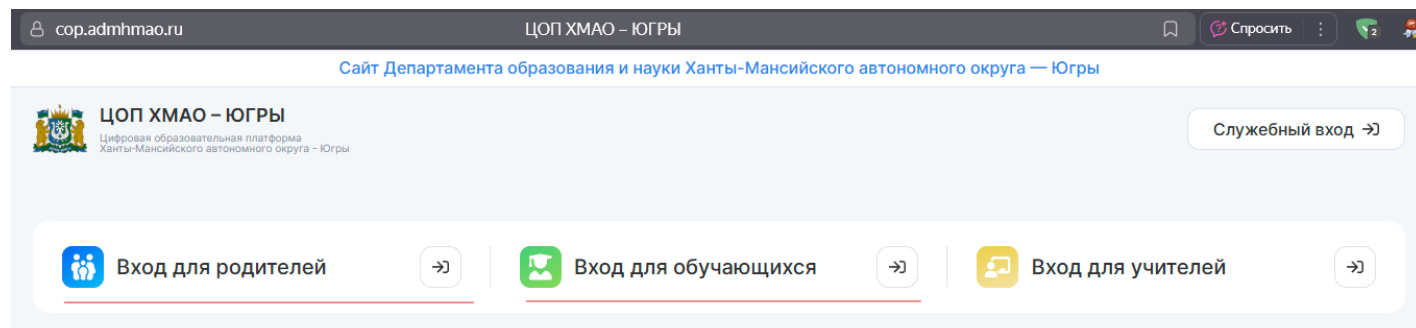 cop.admhmao.ru ЦОП ХМАО – ЮГРЫ Спросить 2
Сайт Департамента образования и науки Ханты-Мансийского автономного округа — Югры
ЦОП ХМАО – ЮГРЫ
Цифровая образовательная платформа
Ханты-Мансийского автономного округа - Югры
Служебный вход
Вход для родителей
Вход для обучающихся
Вход для учителей